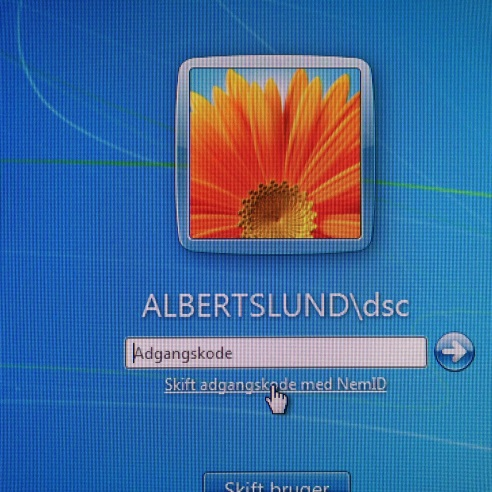 ALBERTSLUND\dsc
Adgangskode
Skift adgangskode med NemID
Skift bruger